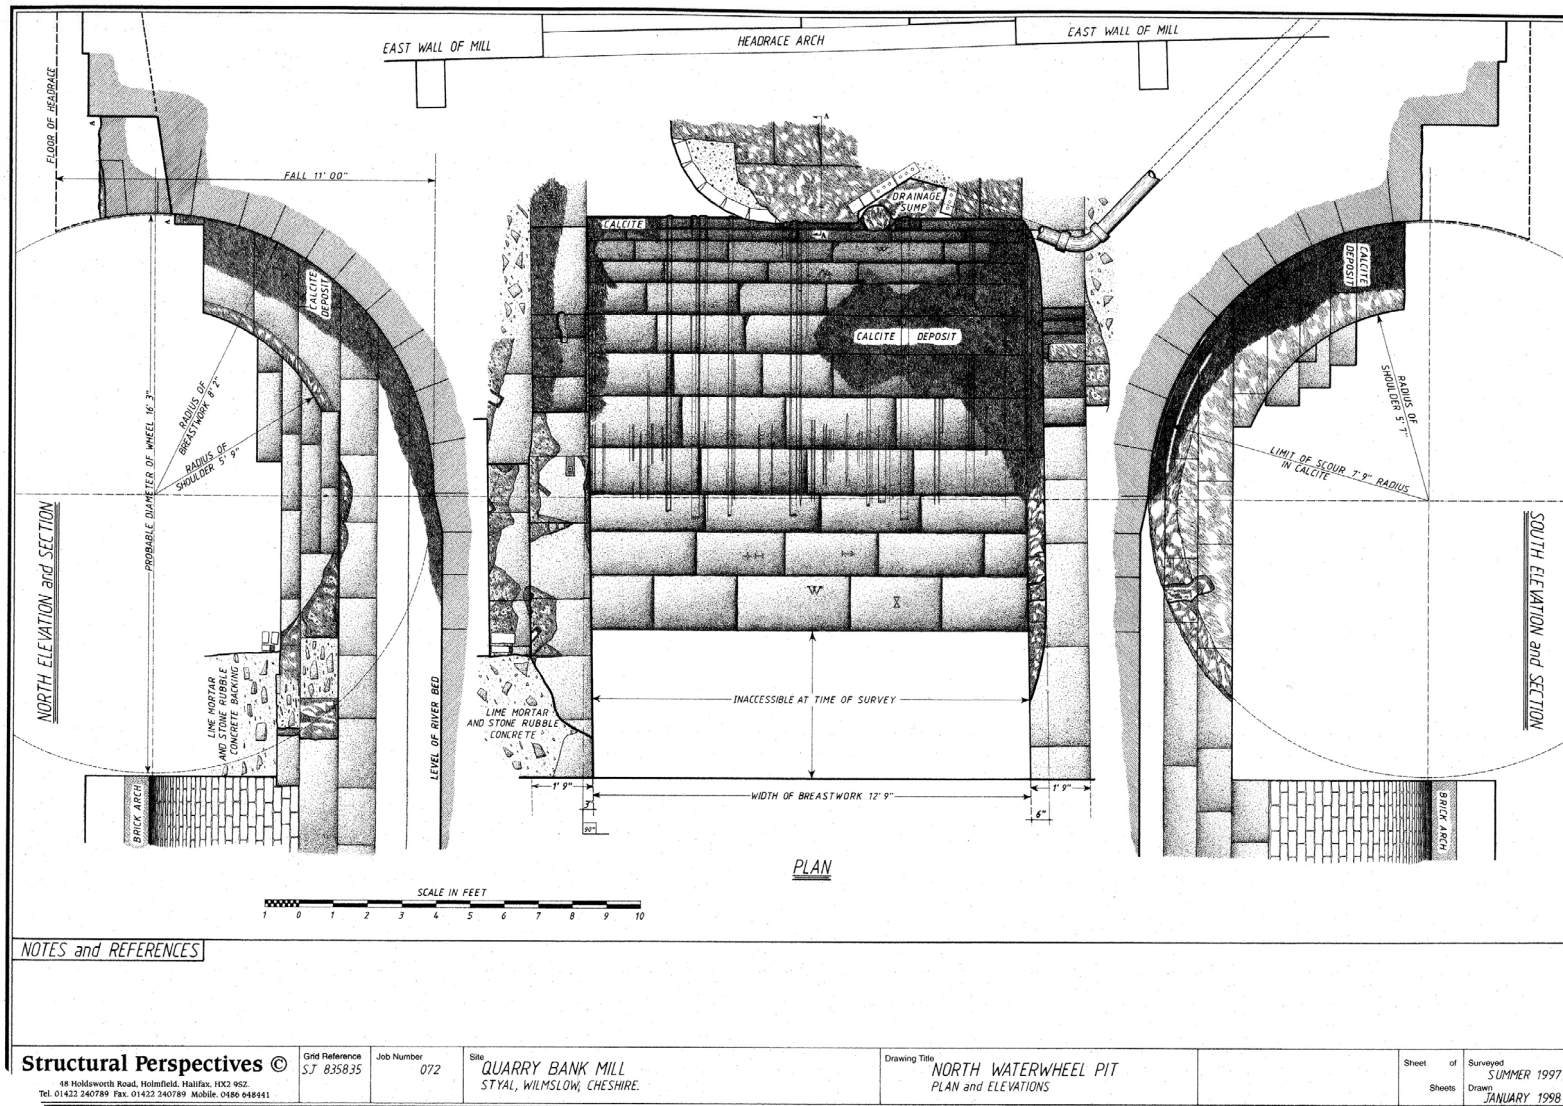 EAST WALL OF MILL
HEADRACE ARCH
EAST WALL OF MILL
FLOOR OF HEADRACE
FALL 11' 00"
A
A
A
A
CALCITE
DEPOSIT
PROBABLE DIAMETER OF WHEEL 16' 3"
RADIUS OF
BREASTWORK 8' 2"
RADIUS OF
SHOULDER 5' 9"
NORTH ELEVATION and SECTION
LIME MORTAR
AND STONE RUBBLE
CONCRETE BACKING
LEVEL OF RIVER BED
BRICK ARCH
DRAINAGE
SUMP
CALCITE
CALCITE DEPOSIT
W
INACCESSIBLE AT TIME OF SURVEY
LIME MORTAR
AND STONE RUBBLE
CONCRETE
1' 9"
3"
90°
WIDTH OF BREASTWORK 12' 9"
1' 9"
6"
PLAN
CALCITE
DEPOSIT
RADIUS OF
SHOULDER 5' 7"
LIMIT OF SCOUR 7' 9" RADIUS
IN CALCITE
SOUTH ELEVATION and SECTION
BRICK ARCH
SCALE IN FEET
1 0 1 2 3 4 5 6 7 8 9 10
NOTES and REFERENCES
Structural Perspectives ©
48 Holdsworth Road, Holmfield, Halifax, HX2 9SZ.
Tel. 01422 240789 Fax. 01422 240789 Mobile. 0486 648441
Grid Reference
SJ 835835
Job Number
072
Site
QUARRY BANK MILL
STYAL, WILMSLOW, CHESHIRE.
Drawing Title
NORTH WATERWHEEL PIT
PLAN and ELEVATIONS
Sheet of
Sheets
Surveyed
SUMMER 1997
Drawn
JANUARY 1998